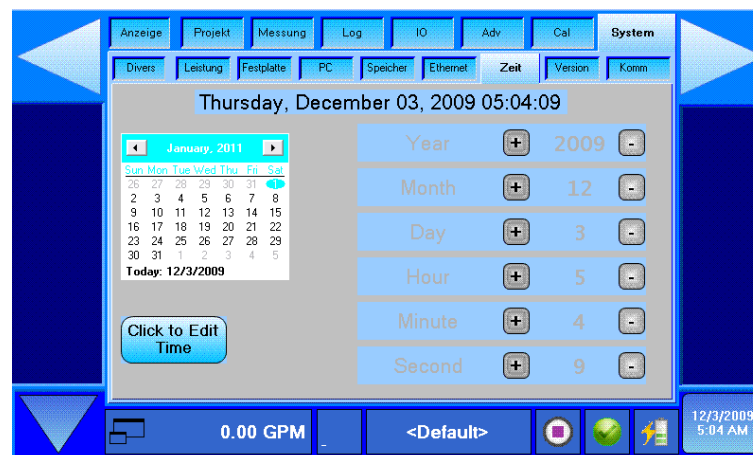 Anzeige Projekt Messung Log IO Adv Cal System
Divers Leistung Festplatte PC Speicher Ethernet Zeit Version Komm
Thursday, December 03, 2009 05:04:09
January, 2011
Sun Mon Tue Wed Thu Fri Sat
26 27 28 29 30 31 1
2 3 4 5 6 7 8
9 10 11 12 13 14 15
16 17 18 19 20 21 22
23 24 25 26 27 28 29
30 31 1 2 3 4 5
Today: 12/3/2009
Click to Edit
Time
Year + 2009 -
Month + 12 -
Day + 3 -
Hour + 5 -
Minute + 4 -
Second + 9 -
0.00 GPM _ <Default>
12/3/2009
5:04 AM